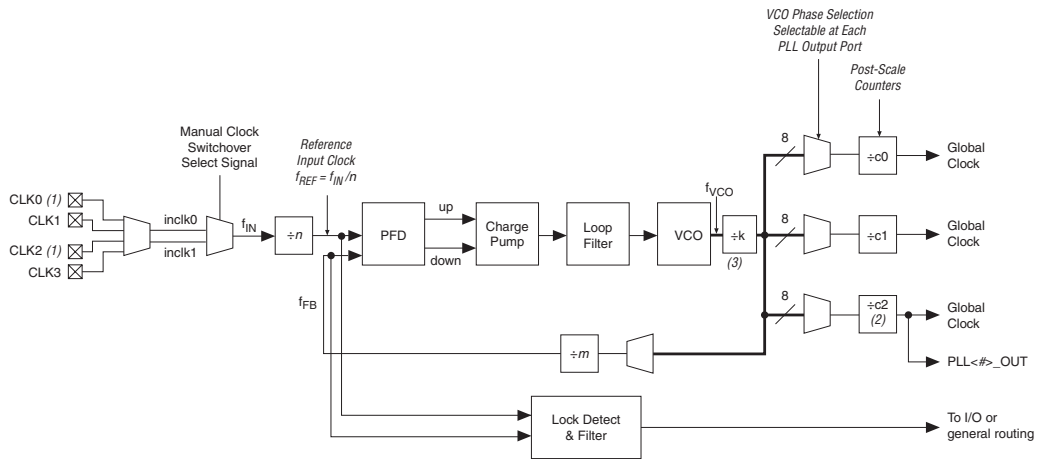 VCO Phase Selection
Selectable at Each
PLL Output Port
Post-Scale
Counters
Manual Clock
Switchover
Select Signal
Reference
Input Clock
fREF = fIN /n
8
÷c0
Global
Clock
CLK0 (1)
CLK1
CLK2 (1)
CLK3
inclk0
inclk1
fIN
÷n
PFD
up
down
Charge
Pump
Loop
Filter
VCO
fVCO
÷k
(3)
8
÷c1
Global
Clock
fFB
8
÷c2
(2)
Global
Clock
÷m
PLL<#>_OUT
Lock Detect
& Filter
To I/O or
general routing